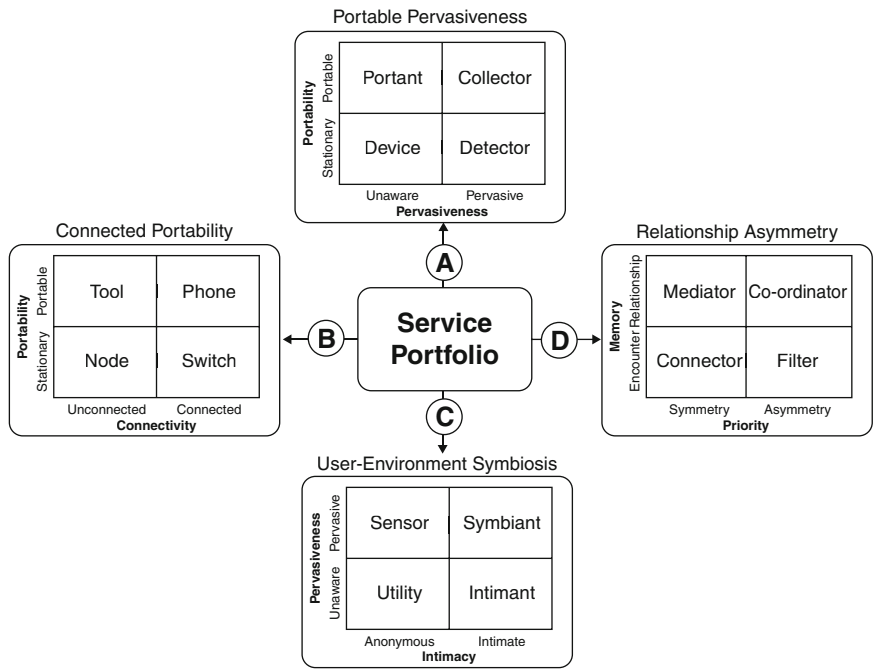 Portable Pervasiveness
Portability
Portable
Stationary
Portant
Collector
Device
Detector
Unaware
Pervasive
Pervasiveness
A
Connected Portability
Portability
Portable
Stationary
Tool
Phone
Node
Switch
Unconnected
Connected
Connectivity
B
Service
Portfolio
D
Relationship Asymmetry
Memory
Encounter
Relationship
Mediator
Co-ordinator
Connector
Filter
Symmetry
Asymmetry
Priority
C
User-Environment Symbiosis
Pervasiveness
Pervasive
Unaware
Sensor
Symbiant
Utility
Intimant
Anonymous
Intimate
Intimacy